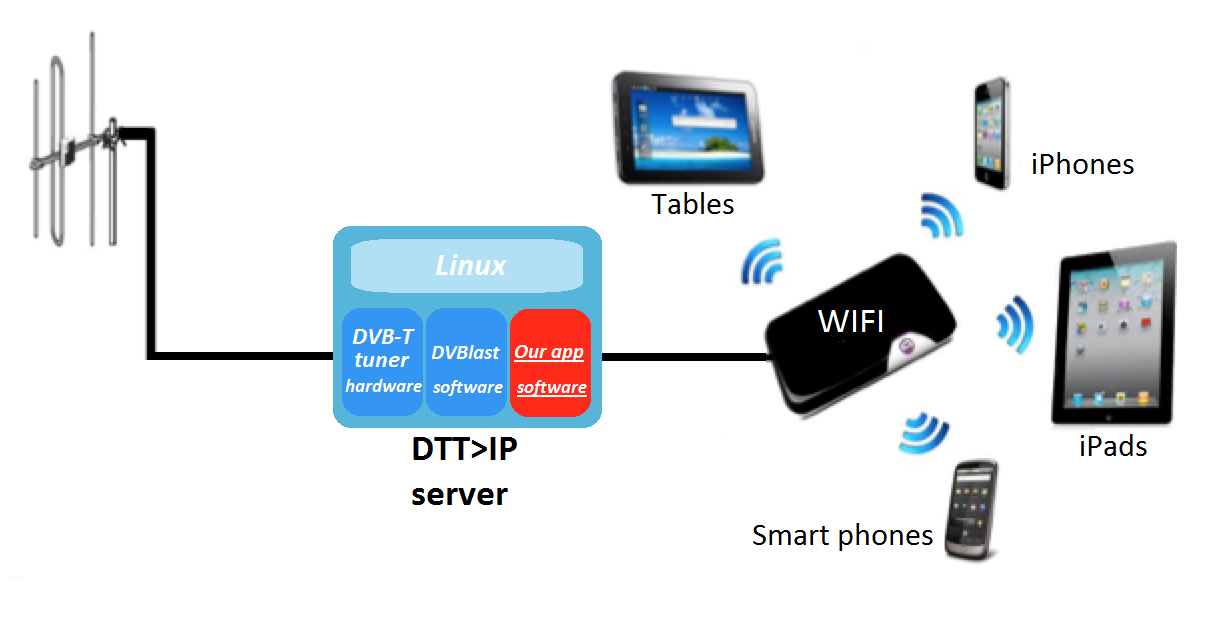 Tables
iPhones
Linux
DVB-T
tuner
hardware
DVBlast
software
Our app
software
WIFI
DTT>IP
server
iPads
Smart phones